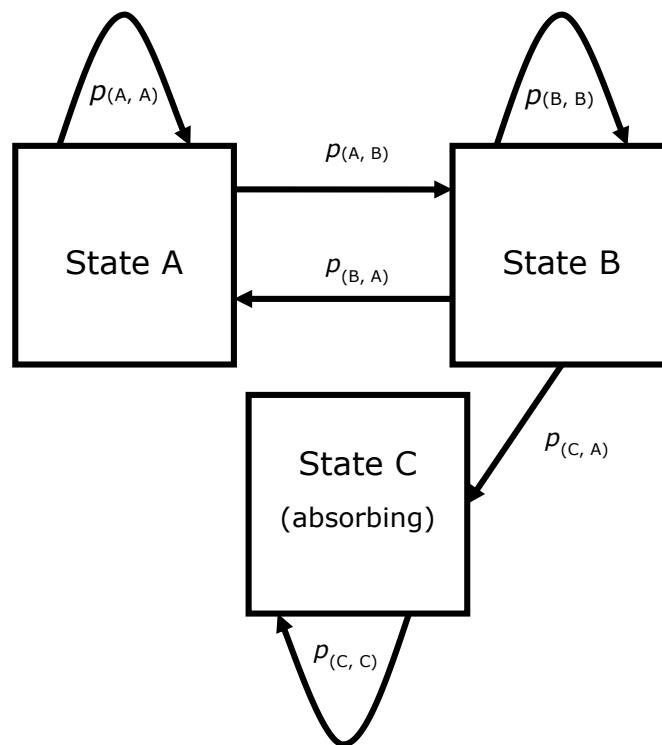 p(A, A)
p(B, B)
p(A, B)
State A
State B
p(B, A)
p(C, A)
State C
(absorbing)
p(C, C)